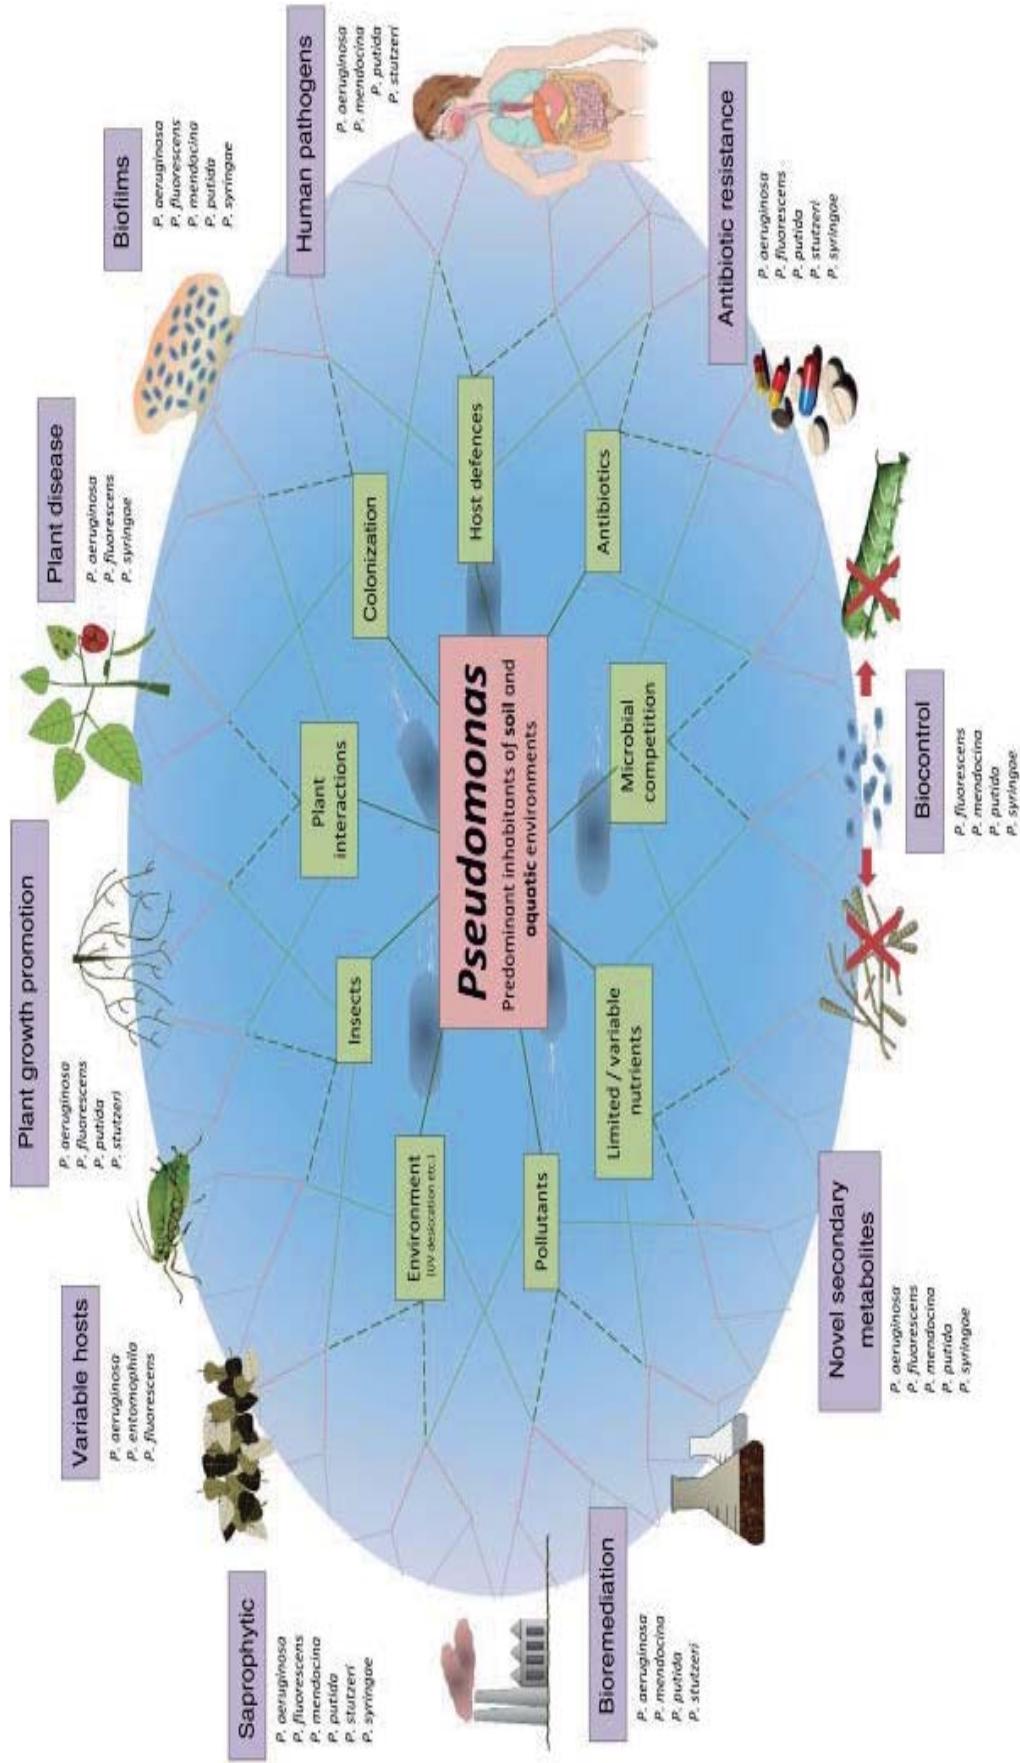 Saprophytic
P. aeruginosa
P. fluorescens
P. mendocina
P. putida
P. stutzeri
P. syringae
Variable hosts
P. aeruginosa
P. entomophila
P. fluorescens
Plant growth promotion
P. aeruginosa
P. fluorescens
P. putida
P. stutzeri
Plant disease
P. aeruginosa
P. fluorescens
P. syringae
Biofilms
P. aeruginosa
P. fluorescens
P. mendocina
P. putida
P. syringae
Human pathogens
P. aeruginosa
P. mendocina
P. putida
P. stutzeri
Environment
(UV desiccation etc.)
Insects
Plant
interactions
Colonization
Host defences
Pseudomonas
Predominant inhabitants of soil and
aquatic environments
Pollutants
Limited / variable
nutrients
Microbial
competition
Antibiotics
Bioremediation
P. aeruginosa
P. mendocina
P. putida
P. stutzeri
Novel secondary
metabolites
P. aeruginosa
P. fluorescens
P. mendocina
P. putida
P. syringae
Biocontrol
P. fluorescens
P. mendocina
P. putida
P. syringae
Antibiotic resistance
P. aeruginosa
P. fluorescens
P. putida
P. stutzeri
P. syringae